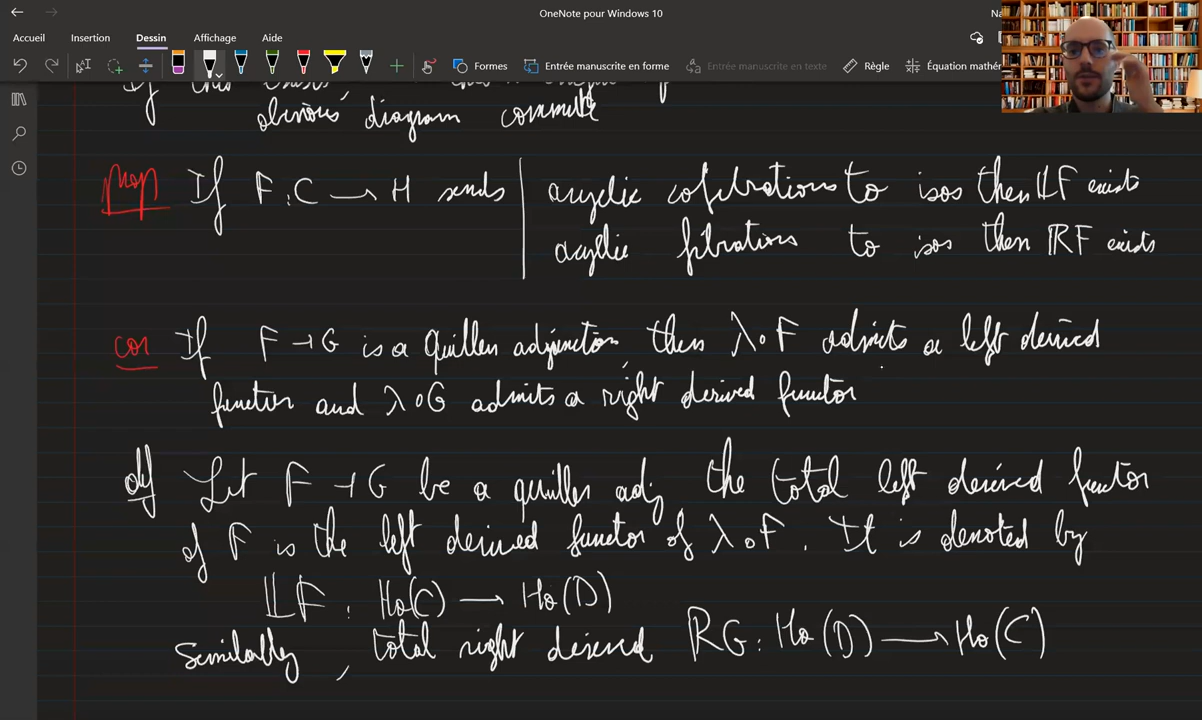 OneNote pour Windows 10
Accueil Insertion Dessin Affichage Aide
Formes Entrée manuscrite en forme Entrée manuscrite en texte Règle Équation mathém
If this
obvious diagram commute
Prop If F : C → H sends | acyclic cofibrations to isos then 𝕃F exists
acyclic fibrations to isos then ℝF exists
cor If F ⊣ G is a quillen adjunction, then λ∘F admits a left derived
functor and λ∘G admits a right derived functor
def Let F ⊣ G be a quillen adj the total left derived functor
of F is the left derived functor of λ∘F. It is denoted by
𝕃F : Ho(C) → Ho(D)
Similarly, total right derived ℝG : Ho(D) → Ho(C)